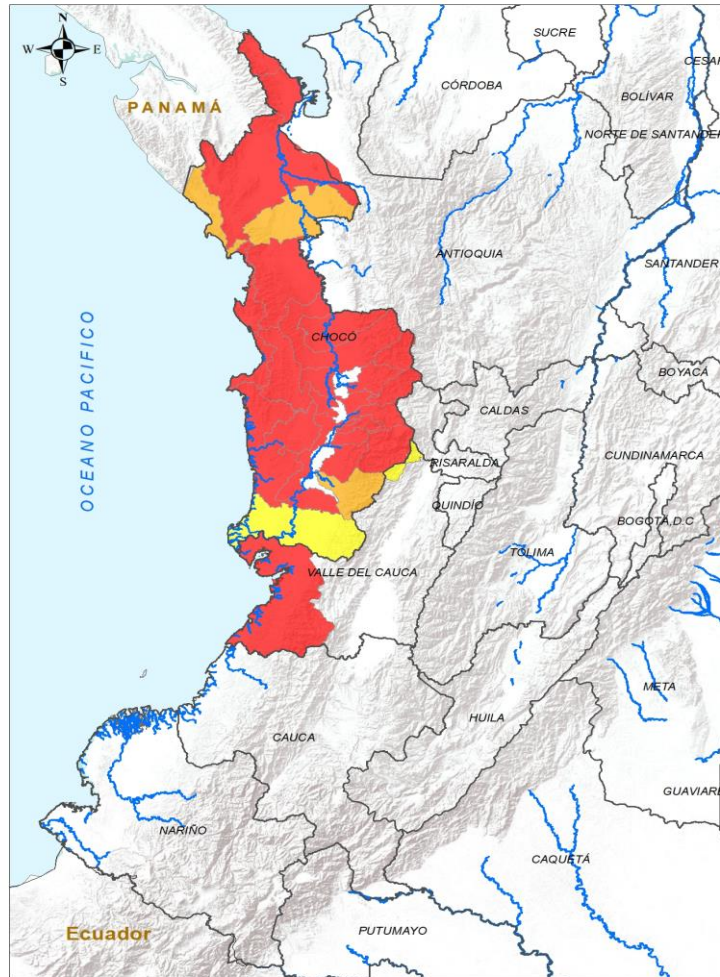 N
W E
S
SUCRE
CESAR
CÓRDOBA
BOLÍVAR
PANAMÁ
NORTE DE SANTANDER
ANTIOQUIA
SANTANDER
OCEANO PACIFICO
CHOCÓ
BOYACÁ
CALDAS
CUNDINAMARCA
RISARALDA
QUINDÍO
BOGOTÁ,D.C
TOLIMA
VALLE DEL CAUCA
META
HUILA
CAUCA
GUAVIARE
NARIÑO
CAQUETÁ
PUTUMAYO
Ecuador